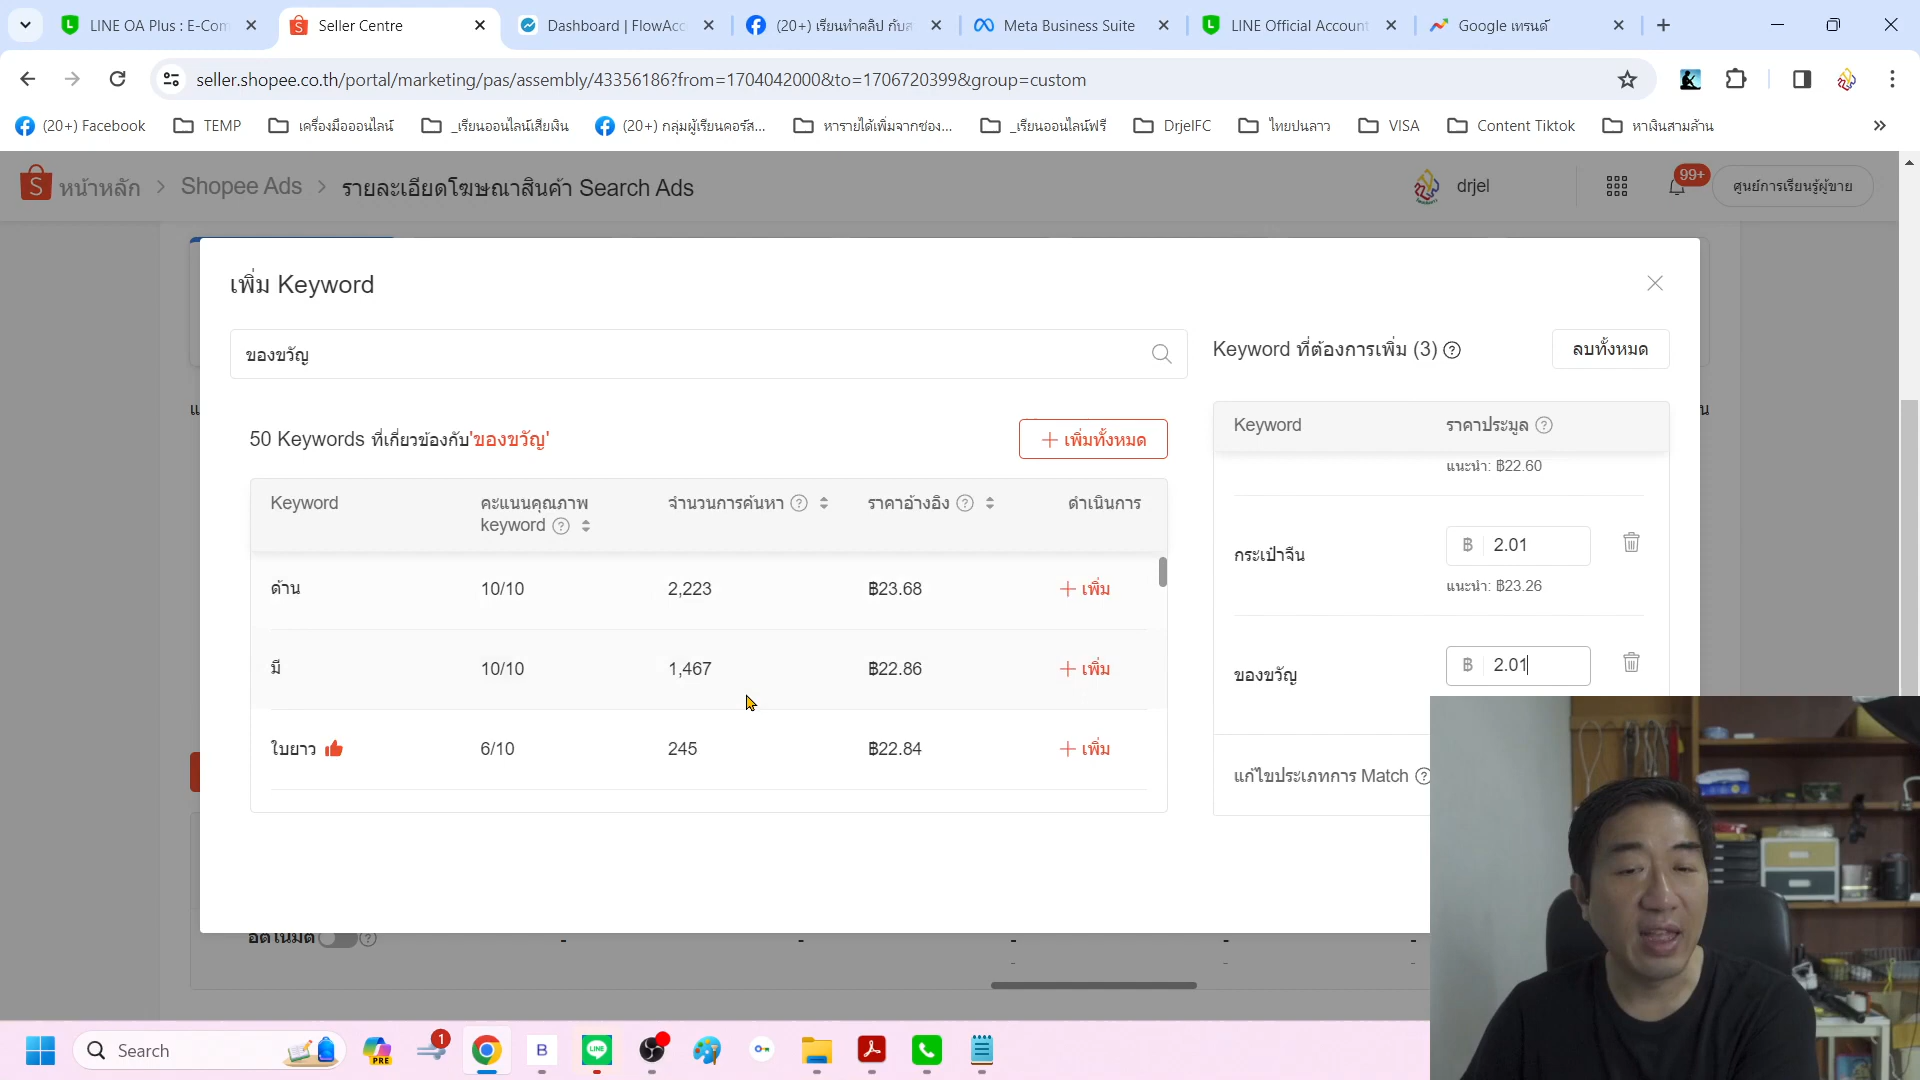 LINE OA Plus : E-Com
Seller Centre
Dashboard | FlowAcc
(20+) เรียนทำคลิป กับส
Meta Business Suite
LINE Official Account
Google เทรนด์
seller.shopee.co.th/portal/marketing/pas/assembly/43356186?from=1704042000&to=1706720399&group=custom
(20+) Facebook
TEMP
เครื่องมือออนไลน์
_เรียนออนไลน์เสียเงิน
(20+) กลุ่มผู้เรียนคอร์ส...
หารายได้เพิ่มจากช่อง...
_เรียนออนไลน์ฟรี
DrjelFC
ไทยปนลาว
VISA
Content Tiktok
หาเงินสามล้าน
หน้าหลัก
Shopee Ads
รายละเอียดโฆษณาสินค้า Search Ads
drjel
99+
ศูนย์การเรียนรู้ผู้ขาย
เพิ่ม Keyword
ของขวัญ
Keyword ที่ต้องการเพิ่ม (3)
ลบทั้งหมด
50 Keywords ที่เกี่ยวข้องกับ'ของขวัญ'
เพิ่มทั้งหมด
Keyword
ราคาประมูล
แนะนำ: ฿22.60
Keyword
คะแนนคุณภาพ
keyword
จำนวนการค้นหา
ราคาอ้างอิง
ดำเนินการ
กระเป๋าจีน
฿ 2.01
แนะนำ: ฿23.26
ด้าน
10/10
2,223
฿23.68
+ เพิ่ม
มี
10/10
1,467
฿22.86
+ เพิ่ม
ของขวัญ
฿ 2.01
ใบยาว
6/10
245
฿22.84
+ เพิ่ม
แก้ไขประเภทการ Match
อัตโนมัติ
Search
PRE
1